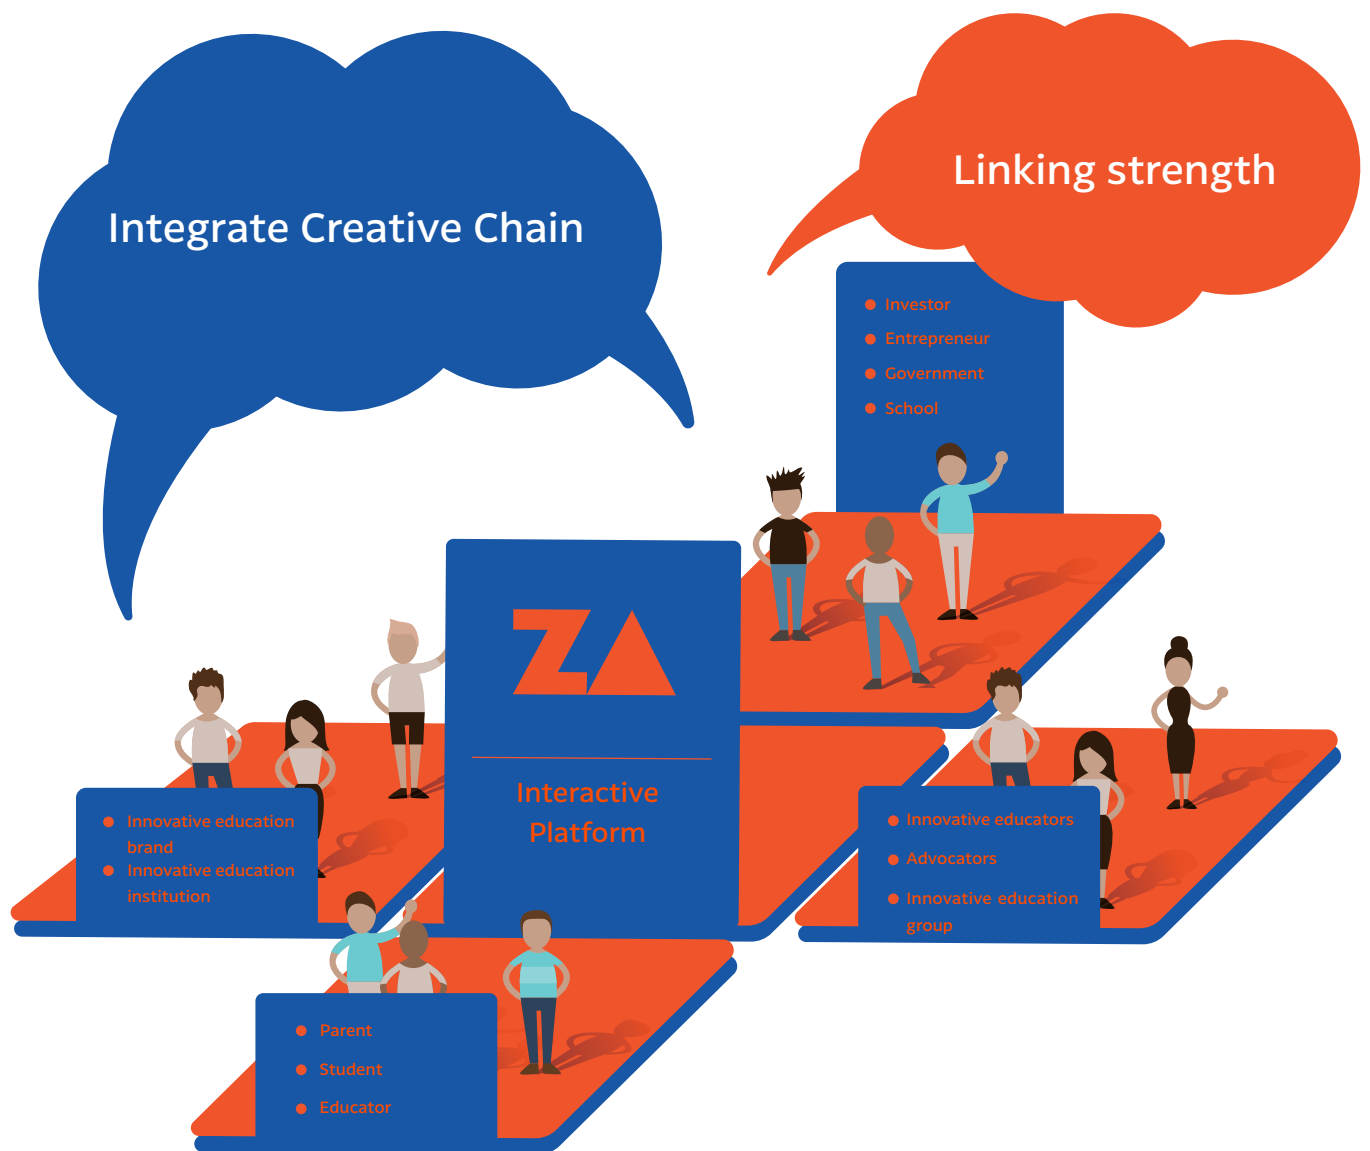 Integrate Creative Chain
Linking strength
Investor
Entrepreneur
Government
School
ZA
Interactive
Platform
Innovative education
brand
Innovative education
institution
Innovative educators
Advocators
Innovative education
group
Parent
Student
Educator